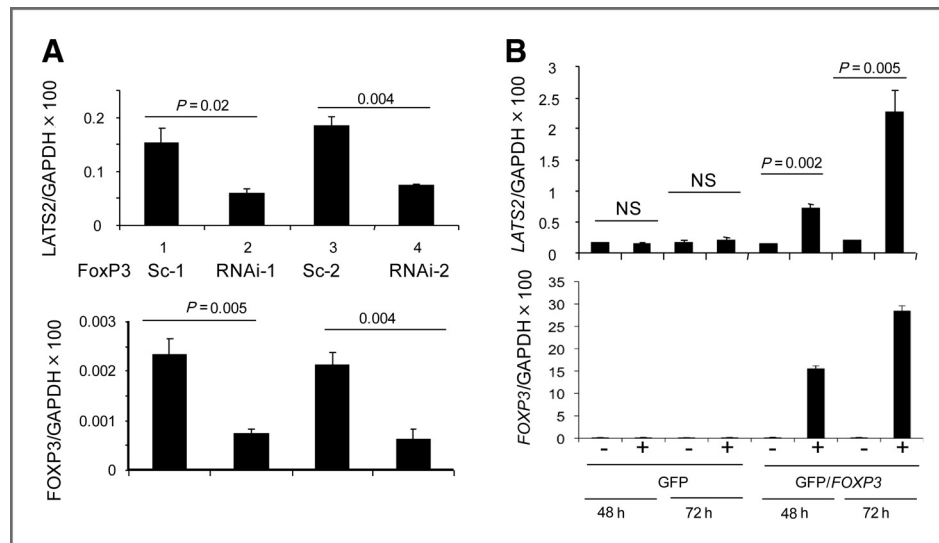 A
LATS2/GAPDH × 100
0.2
0.1
0
P = 0.02
0.004
1 2 3 4
FoxP3 Sc-1 RNAi-1 Sc-2 RNAi-2
FOXP3/GAPDH × 100
0.003
0.002
0.001
0
P = 0.005
0.004
B
LATS2/GAPDH × 100
3
2.5
2
1.5
1
0.5
0
NS
NS
P = 0.002
P = 0.005
FOXP3/GAPDH × 100
35
30
25
20
15
10
5
0
- + - + - + - +
GFP GFP/FOXP3
48 h 72 h 48 h 72 h